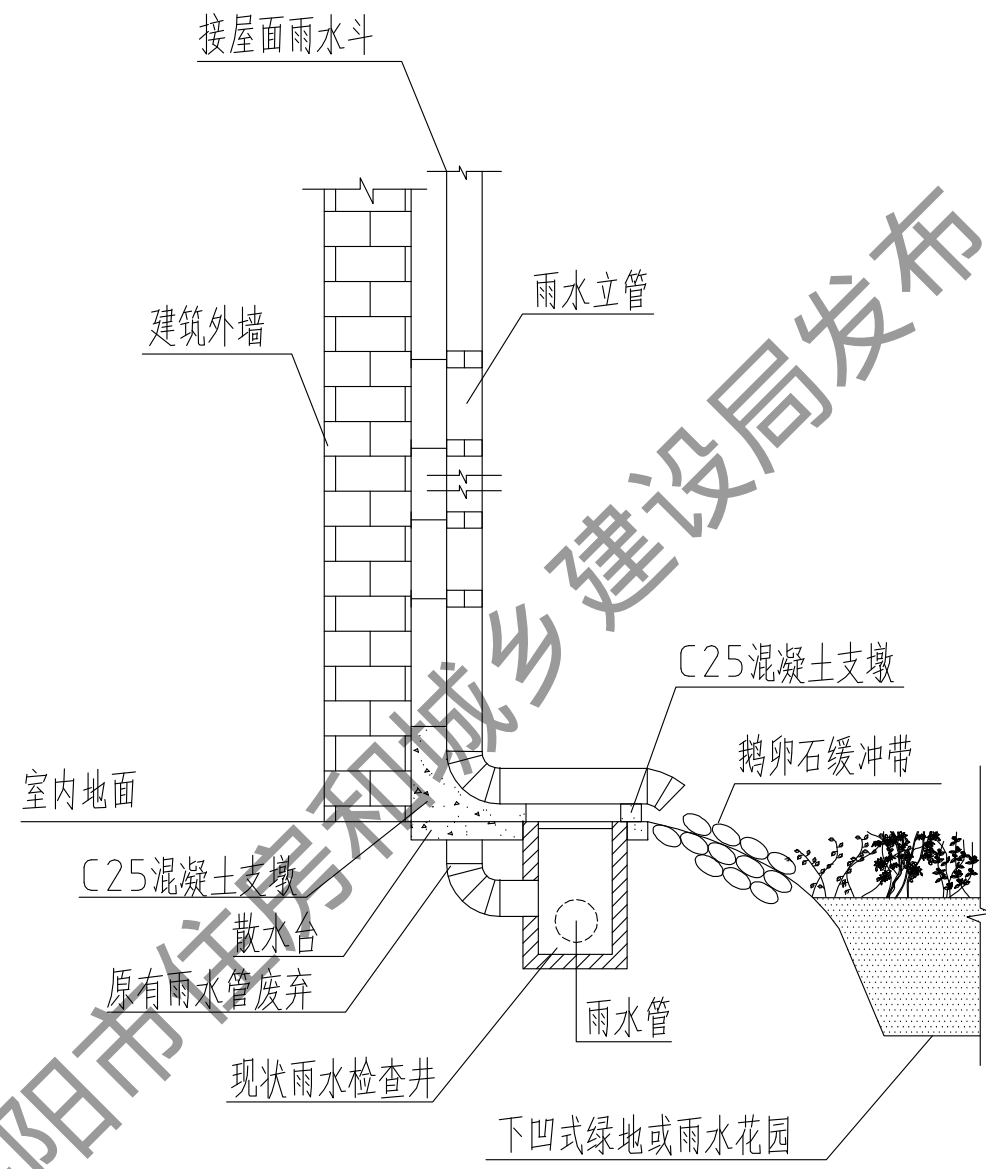 接屋面雨水斗
雨水立管
建筑外墙
C25混凝土支墩
鹅卵石缓冲带
室内地面
C25混凝土支墩
散水台
原有雨水管废弃
雨水管
现状雨水检查井
下凹式绿地或雨水花园
阳市住房和城乡建设局发布